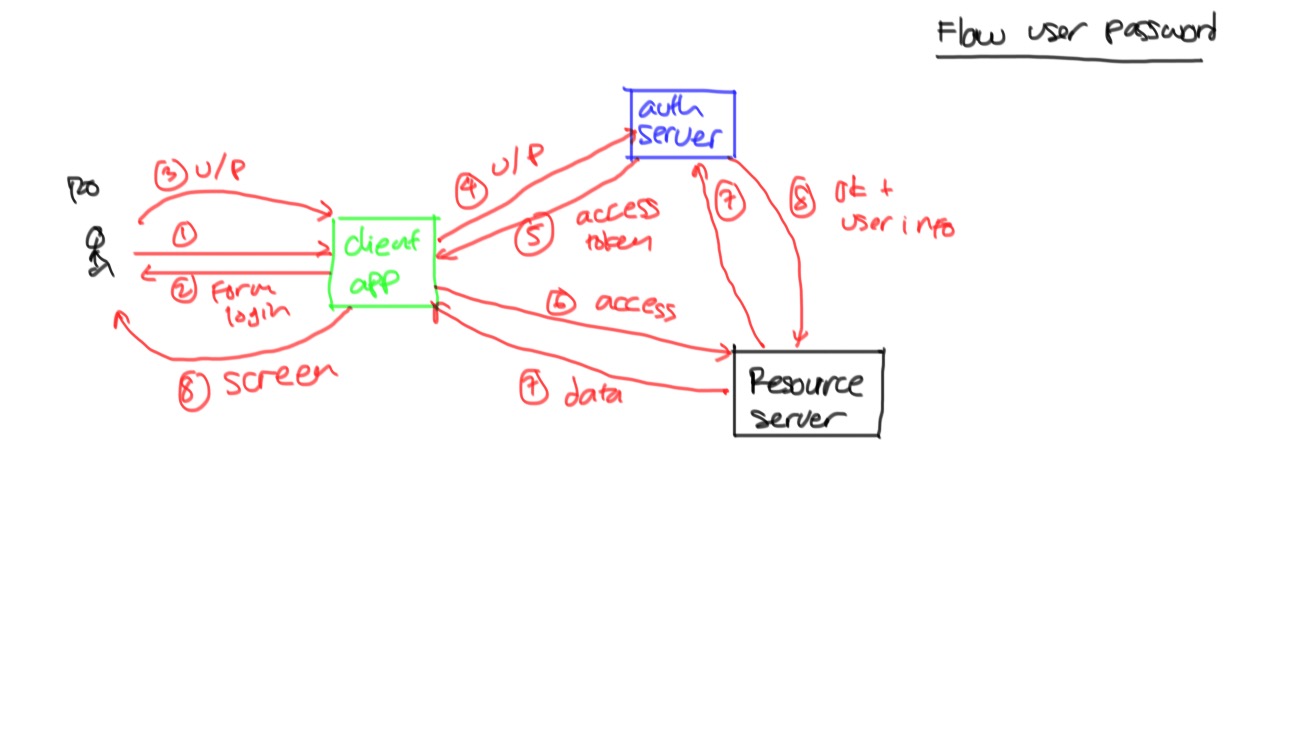 Flow user password
auth
server
③ U/P
④ U/P
RO
⑦
⑧ ok +
user info
①
⑤ access
token
client
app
② Form
login
⑥ access
⑧ screen
⑦ data
Resource
server